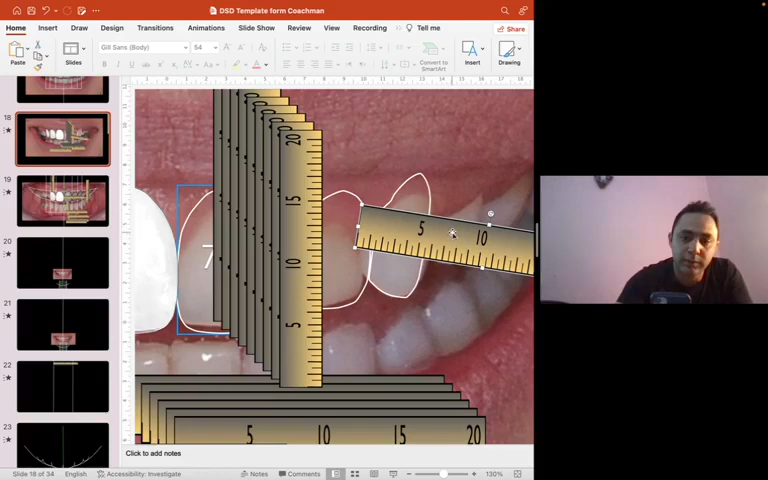 DSD Template form Coachman
Home Insert Draw Design Transitions Animations Slide Show Review Recording Tell me Share
Paste Slides Gill Sans (Body) 54 Convert to SmartArt Insert Drawing
18
19
20
21
22
23
7
20
15
10
5
5 10
5 10 15 20
Click to add notes
Slide 18 of 34 English Accessibility: Investigate Notes Comments 130%